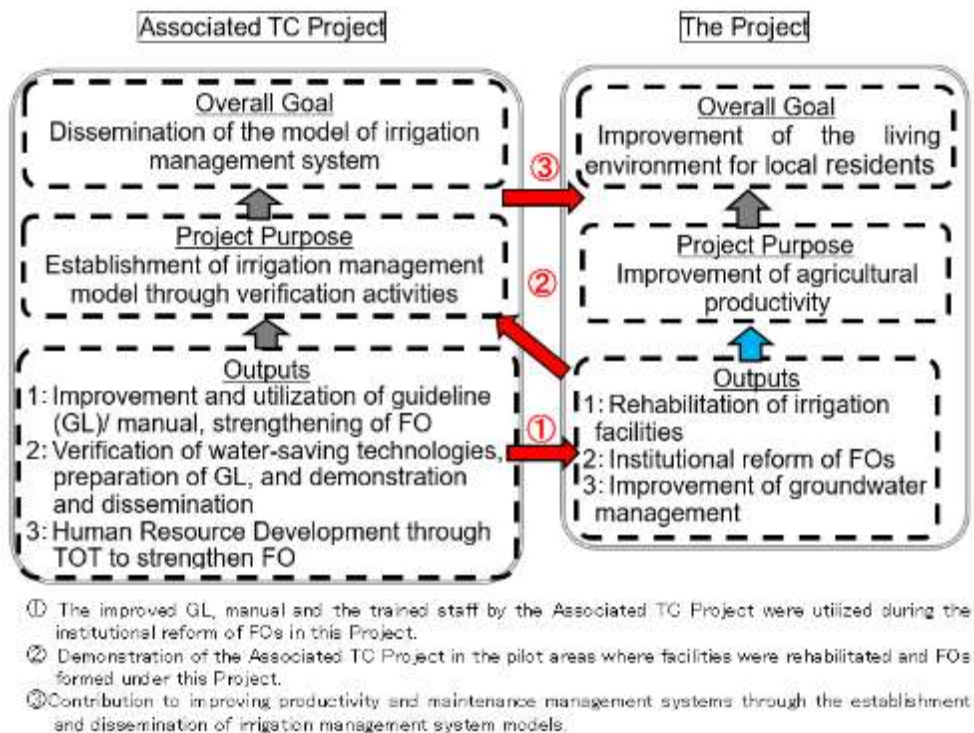 Associated TC Project
The Project
Overall Goal
Dissemination of the model of irrigation
management system
Project Purpose
Establishment of irrigation management
model through verification activities
Outputs
1: Improvement and utilization of guideline
(GL)/ manual, strengthening of FO
2: Verification of water-saving technologies,
preparation of GL, and demonstration
and dissemination
3: Human Resource Development through
TOT to strengthen FO
③
②
①
Overall Goal
Improvement of the living
environment for local residents
Project Purpose
Improvement of agricultural
productivity
Outputs
1: Rehabilitation of irrigation
facilities
2: Institutional reform of FOs
3: Improvement of groundwater
management
① The improved GL, manual and the trained staff by the Associated TC Project were utilized during the
institutional reform of FOs in this Project.
② Demonstration of the Associated TC Project in the pilot areas where facilities were rehabilitated and FOs
formed under this Project.
③Contribution to improving productivity and maintenance management systems through the establishment
and dissemination of irrigation management system models.